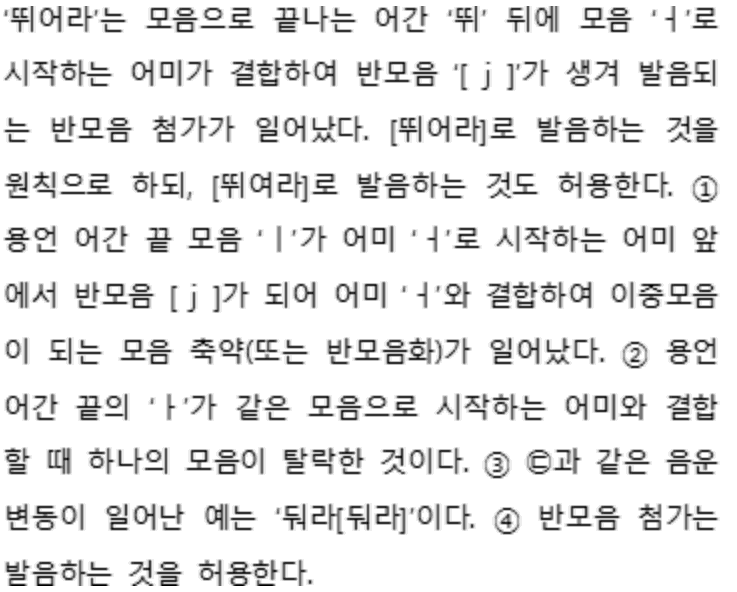 ‘뛰어라’는 모음으로 끝나는 어간 ‘뛰’ 뒤에 모음 ‘ㅓ’로
시작하는 어미가 결합하여 반모음 ‘[ j ]’가 생겨 발음되
는 반모음 첨가가 일어났다. [뛰어라]로 발음하는 것을
원칙으로 하되, [뛰여라]로 발음하는 것도 허용한다. ①
용언 어간 끝 모음 ‘ㅣ’가 어미 ‘ㅓ’로 시작하는 어미 앞
에서 반모음 [ j ]가 되어 어미 ‘ㅓ’와 결합하여 이중모음
이 되는 모음 축약(또는 반모음화)가 일어났다. ② 용언
어간 끝의 ‘ㅏ’가 같은 모음으로 시작하는 어미와 결합
할 때 하나의 모음이 탈락한 것이다. ③ ㉢과 같은 음운
변동이 일어난 예는 ‘둬라[둬라]’이다. ④ 반모음 첨가는
발음하는 것을 허용한다.